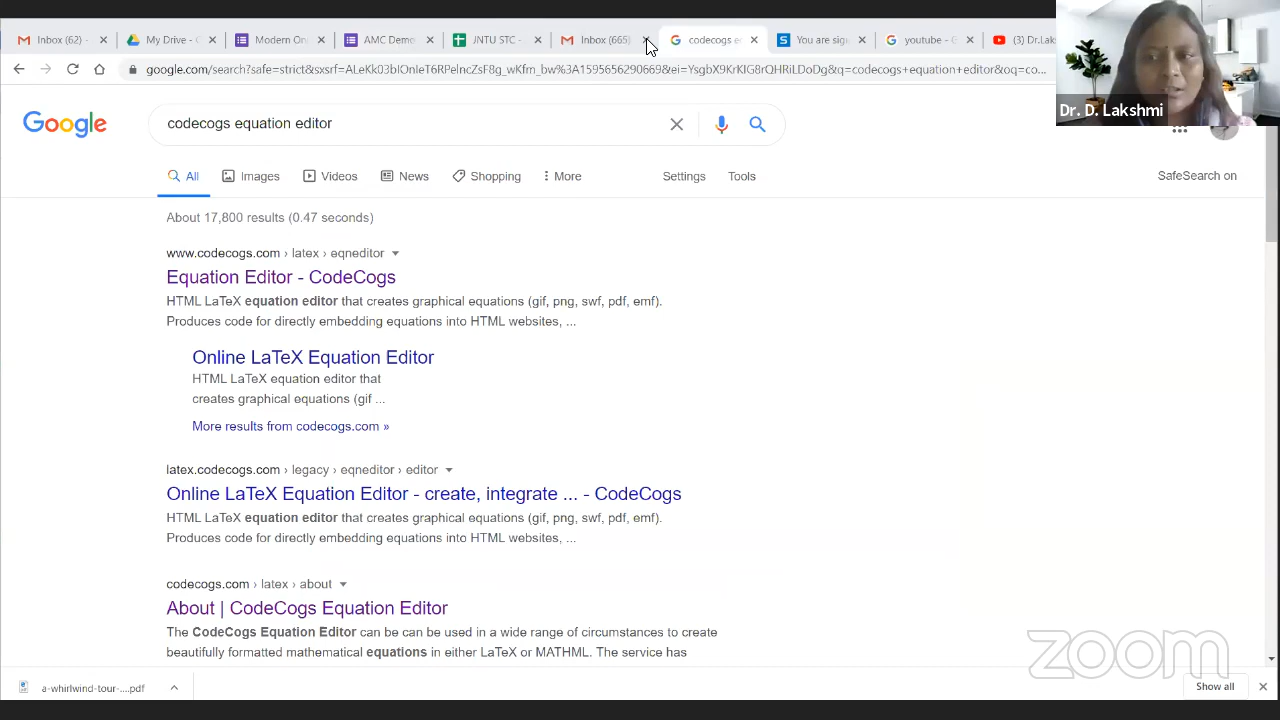 Inbox (62) -
My Drive - G
Modern On
AMC Demo
JNTU STC -
Inbox (665)
codecogs e
You are sig
youtube - G
(3) Dr.Lak
google.com/search?safe=strict&sxsrf=ALeKk
Dr. D. Lakshmi
Google
codecogs equation editor
All
Images
Videos
News
Shopping
More
Settings
Tools
SafeSearch on
About 17,800 results (0.47 seconds)
www.codecogs.com › latex › eqneditor
Equation Editor - CodeCogs
HTML LaTeX equation editor that creates graphical equations (gif, png, swf, pdf, emf).
Produces code for directly embedding equations into HTML websites, ...
Online LaTeX Equation Editor
HTML LaTeX equation editor that
creates graphical equations (gif ...
More results from codecogs.com »
latex.codecogs.com › legacy › eqneditor › editor
Online LaTeX Equation Editor - create, integrate ... - CodeCogs
HTML LaTeX equation editor that creates graphical equations (gif, png, swf, pdf, emf).
Produces code for directly embedding equations into HTML websites, ...
codecogs.com › latex › about
About | CodeCogs Equation Editor
The CodeCogs Equation Editor can be can be used in a wide range of circumstances to create
beautifully formatted mathematical equations in either LaTeX or MATHML. The service has
zoom
a-whirlwind-tour-....pdf
Show all